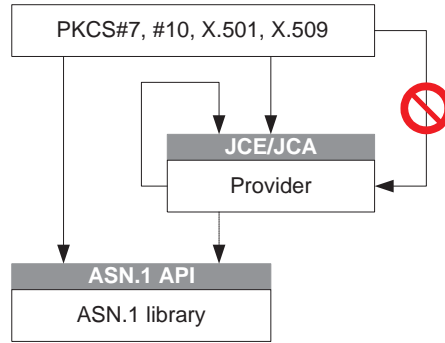 PKCS#7, #10, X.501, X.509
JCE/JCA
Provider
ASN.1 API
ASN.1 library